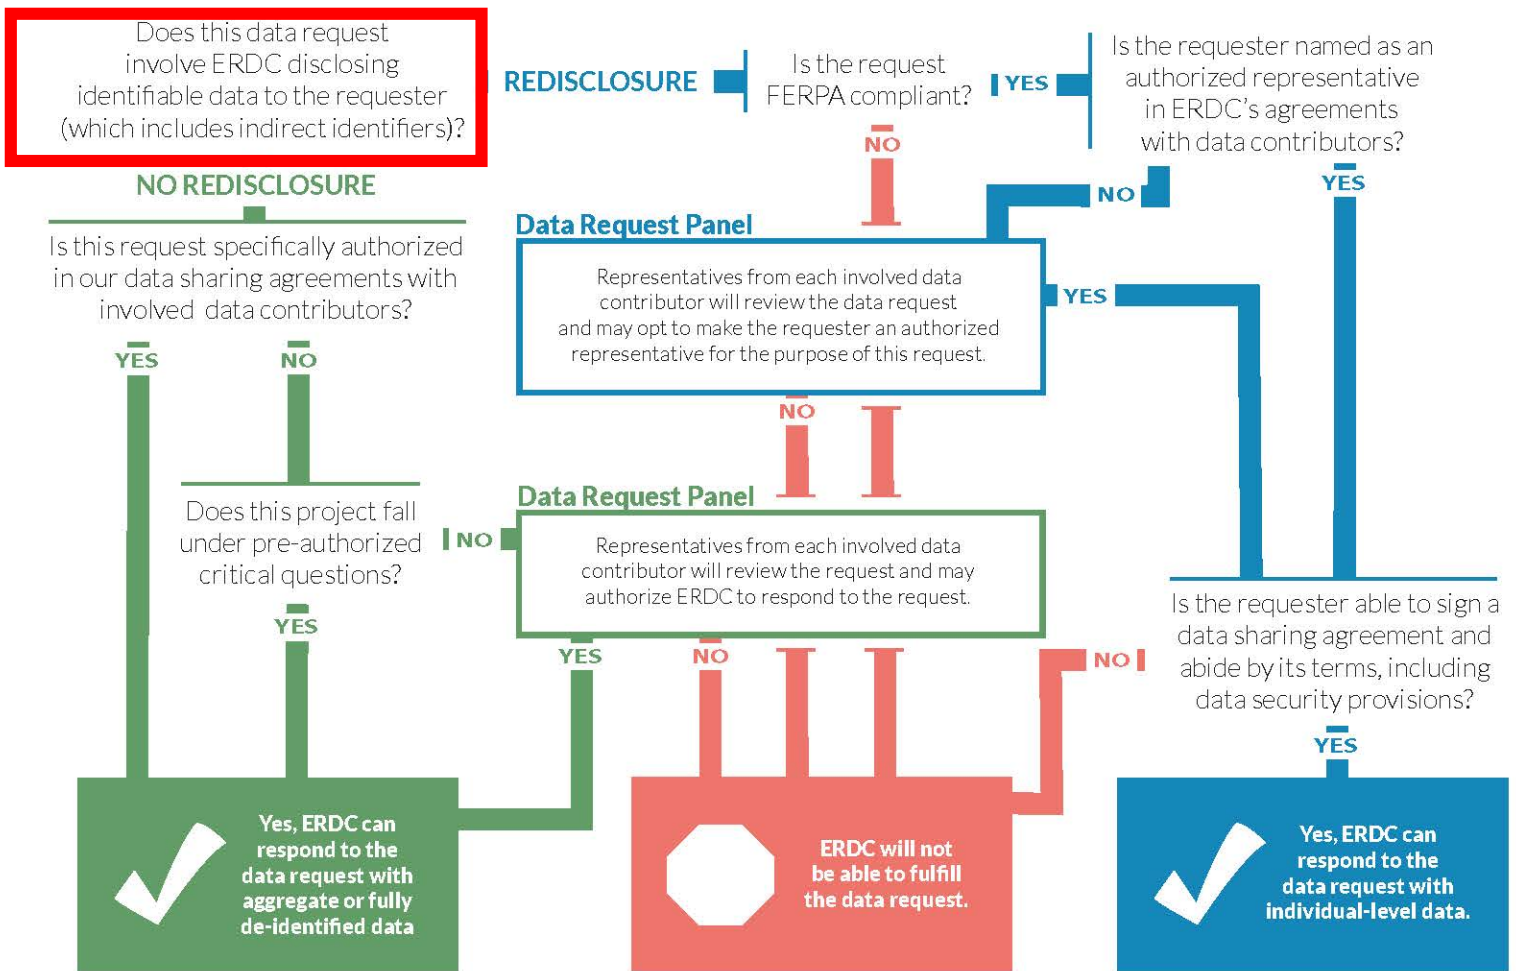 Does this data request
involve ERDC disclosing
identifiable data to the requester
(which includes indirect identifiers)?
REDISCLOSURE
Is the request
FERPA compliant?
YES
Is the requester named as an
authorized representative
in ERDC's agreements
with data contributors?
NO
NO
YES
NO REDISCLOSURE
Is this request specifically authorized
in our data sharing agreements with
involved data contributors?
YES
NO
Data Request Panel
Representatives from each involved data
contributor will review the data request
and may opt to make the requester an authorized
representative for the purpose of this request.
YES
NO
Does this project fall
under pre-authorized
critical questions?
NO
YES
Data Request Panel
Representatives from each involved data
contributor will review the request and may
authorize ERDC to respond to the request.
YES
NO
Is the requester able to sign a
data sharing agreement and
abide by its terms, including
data security provisions?
NO
YES
Yes, ERDC can
respond to the
data request with
aggregate or fully
de-identified data
ERDC will not
be able to fulfill
the data request.
Yes, ERDC can
respond to the
data request with
individual-level data.